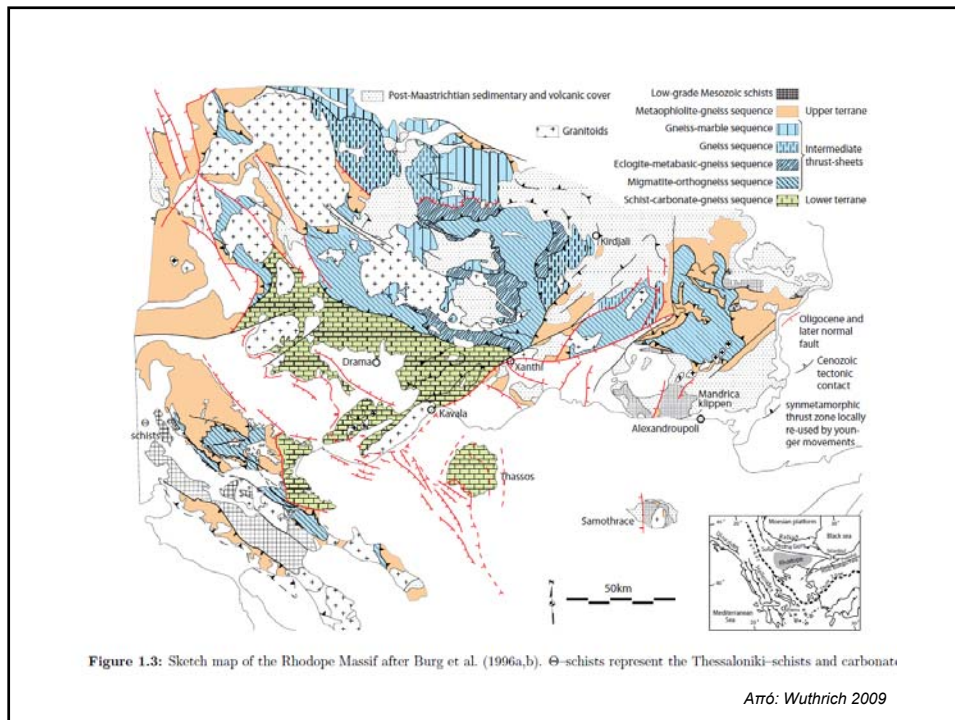 Post-Maastrichtian sedimentary and volcanic cover
Granitoids
Low-grade Mesozoic schists
Metaophiolite-gneiss sequence
Upper terrane
Gneiss-marble sequence
Gneiss sequence
Intermediate
thrust-sheets
Eclogite-metabasic-gneiss sequence
Migmatite-orthogneiss sequence
Schist-carbonate-gneiss sequence
Lower terrane
Kirdjali
Oligocene and
later normal
fault
Cenozoic
tectonic
contact
synmetamorphic
thrust zone locally
re-used by youn-
ger movements
Drama
Xanthi
Kavala
Mandrica
klippen
Alexandroupoli
Θ
schists
Thassos
Samothrace
N
50km
Moesian platform
Black sea
Rhodope
Istanbul
Mediterranean
Sea
Figure 1.3: Sketch map of the Rhodope Massif after Burg et al. (1996a,b). Θ–schists represent the Thessaloniki–schists and carbonate
Από: Wuthrich 2009